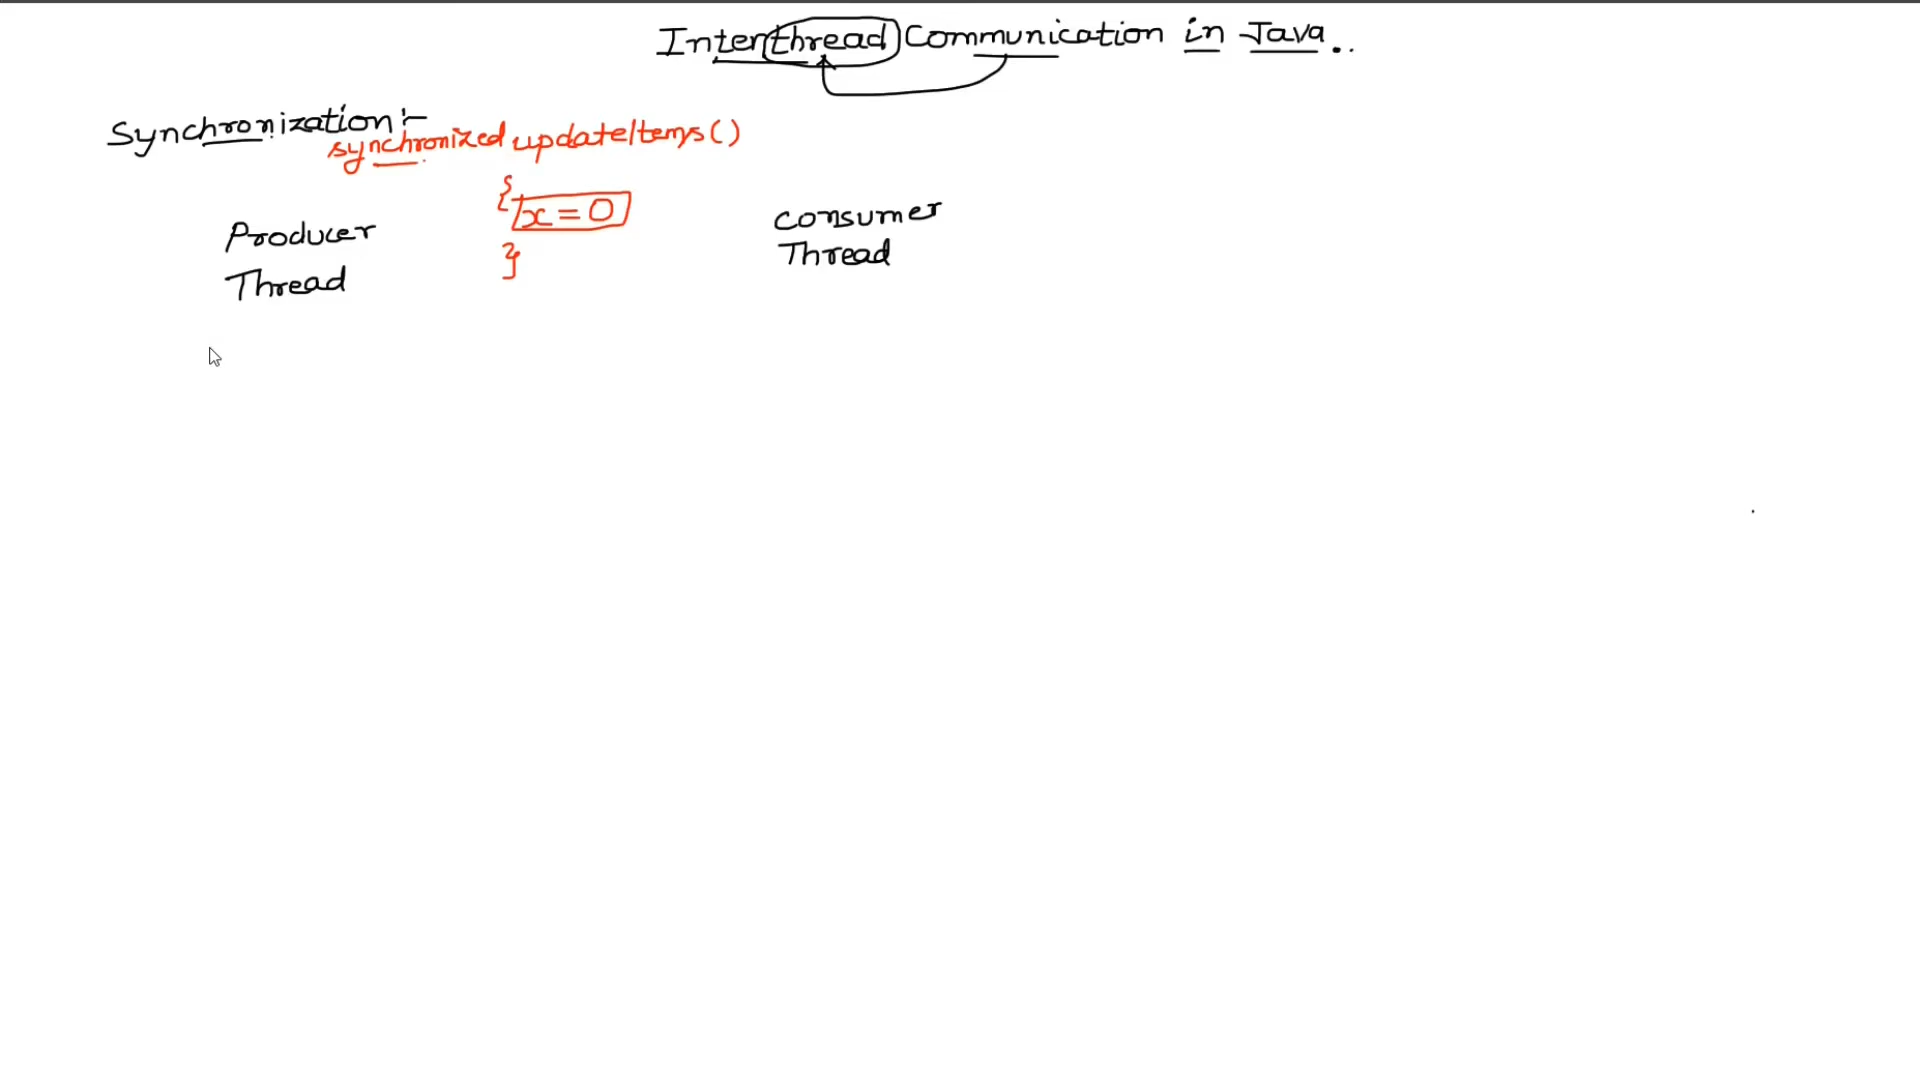 Interthread Communication in Java..
Synchronization :-
synchronized updateItems()
{
x = 0
}
Producer
Thread
Consumer
Thread